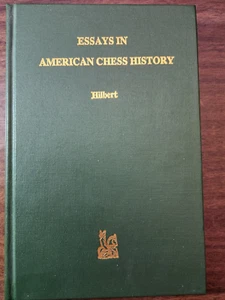 ESSAYS IN
AMERICAN CHESS HISTORY
Hilbert